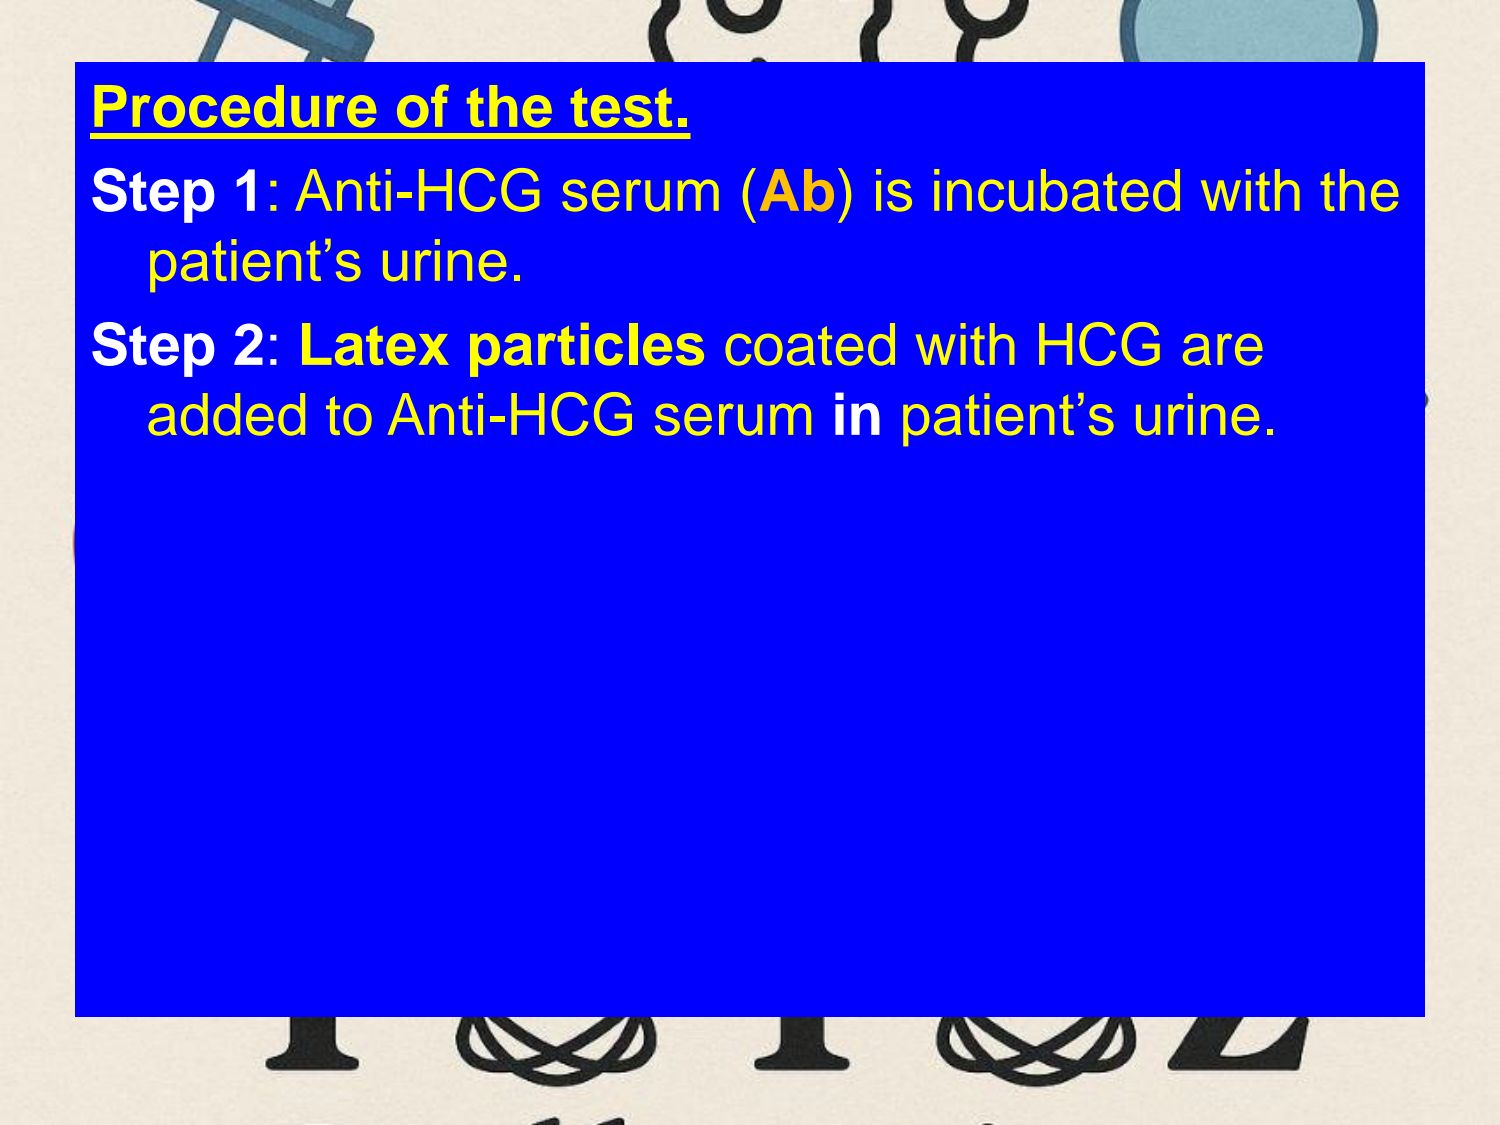 Procedure of the test.
Step 1: Anti-HCG serum (Ab) is incubated with the
patient’s urine.
Step 2: Latex particles coated with HCG are
added to Anti-HCG serum in patient’s urine.